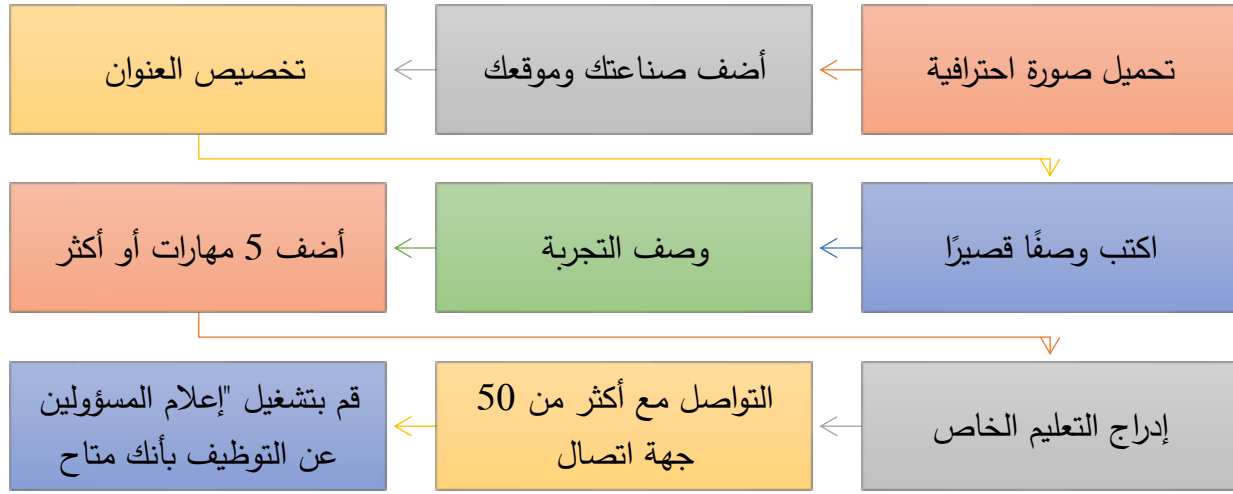 تحميل صورة احترافية
أضف صناعتك وموقعك
تخصيص العنوان
اكتب وصفًا قصيرًا
وصف التجربة
أضف 5 مهارات أو أكثر
إدراج التعليم الخاص
التواصل مع أكثر من 50
جهة اتصال
قم بتشغيل "إعلام المسؤولين
عن التوظيف بأنك متاح